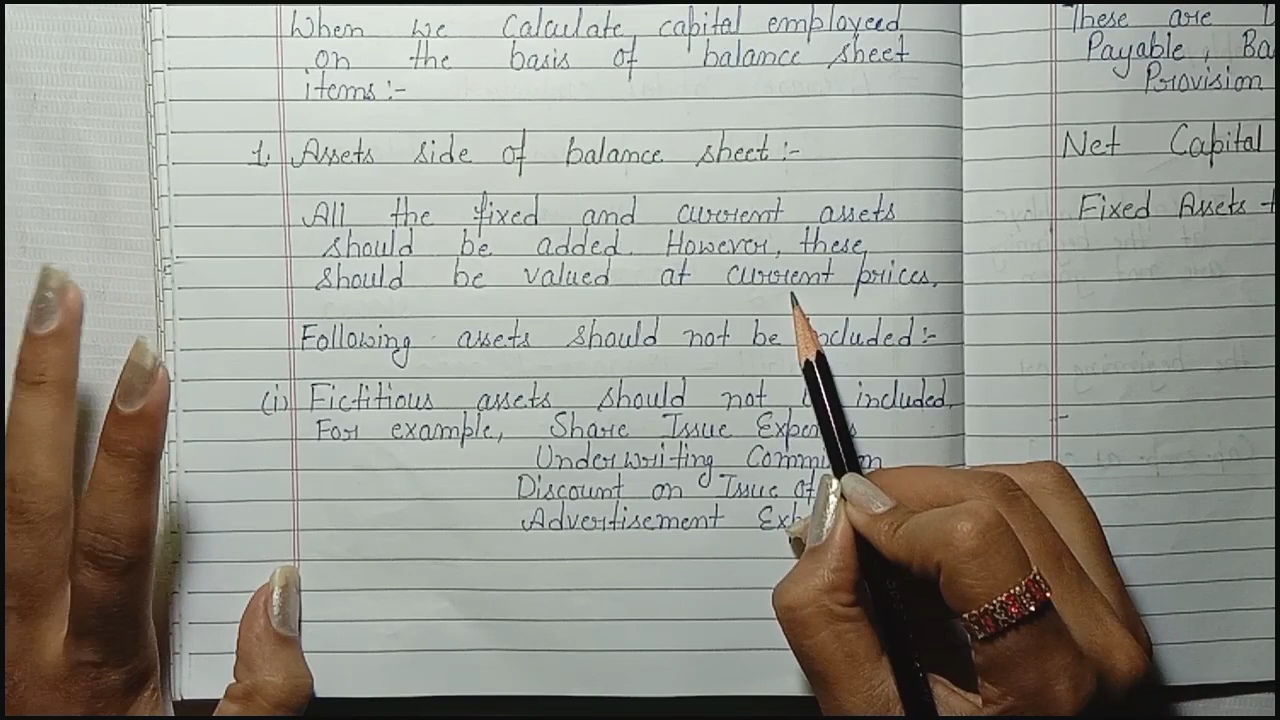 When we Calculate capital employed
on the basis of balance sheet
items:-
1. Assets side of balance sheet:-
All the fixed and current assets
should be added. However, these
should be valued at current prices.
Following assets should not be included:-
(i) Fictitious assets should not included.
For example, Share Issue
Underwriting Commission
Discount on Issue of
Advertisement
These are
Payable,
Provision
Net Capital
Fixed Assets +